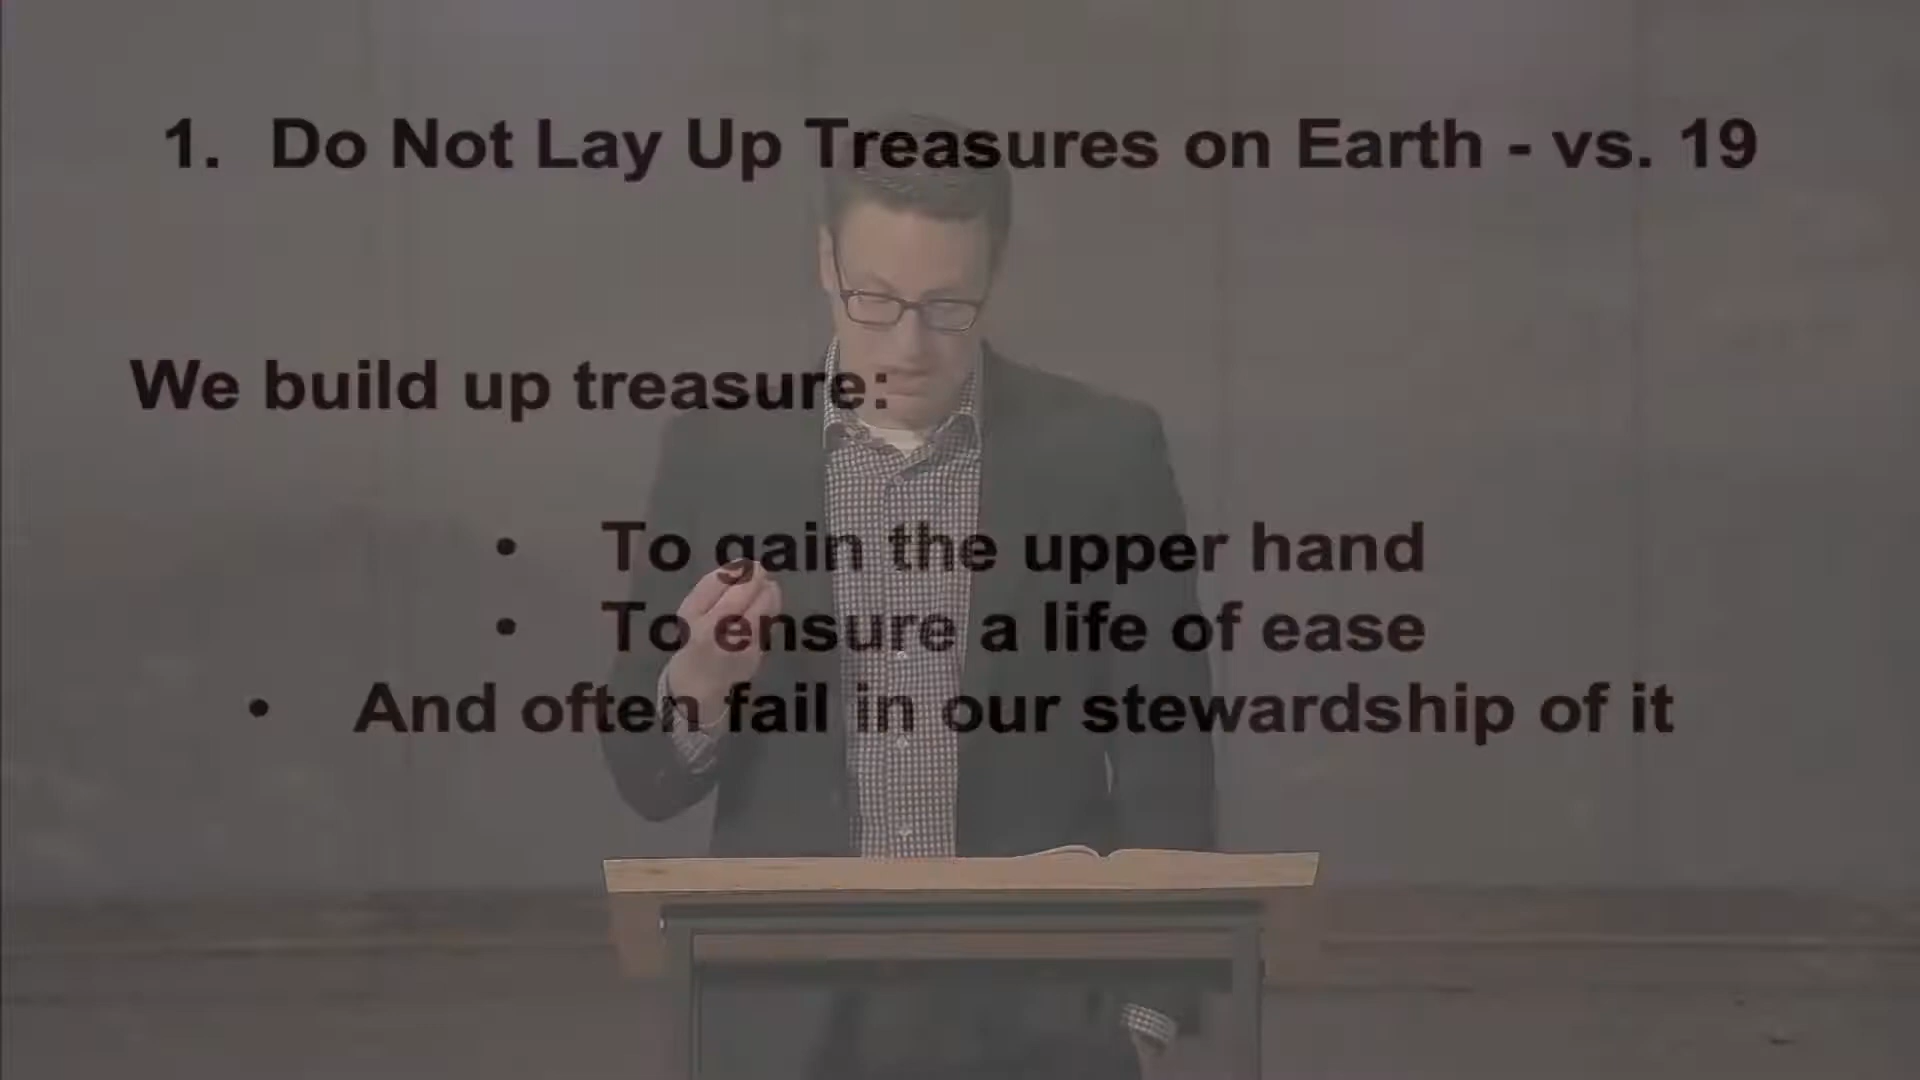 1. Do Not Lay Up Treasures on Earth - vs. 19
We build up treasure:
• To gain the upper hand
• To ensure a life of ease
• And often fail in our stewardship of it